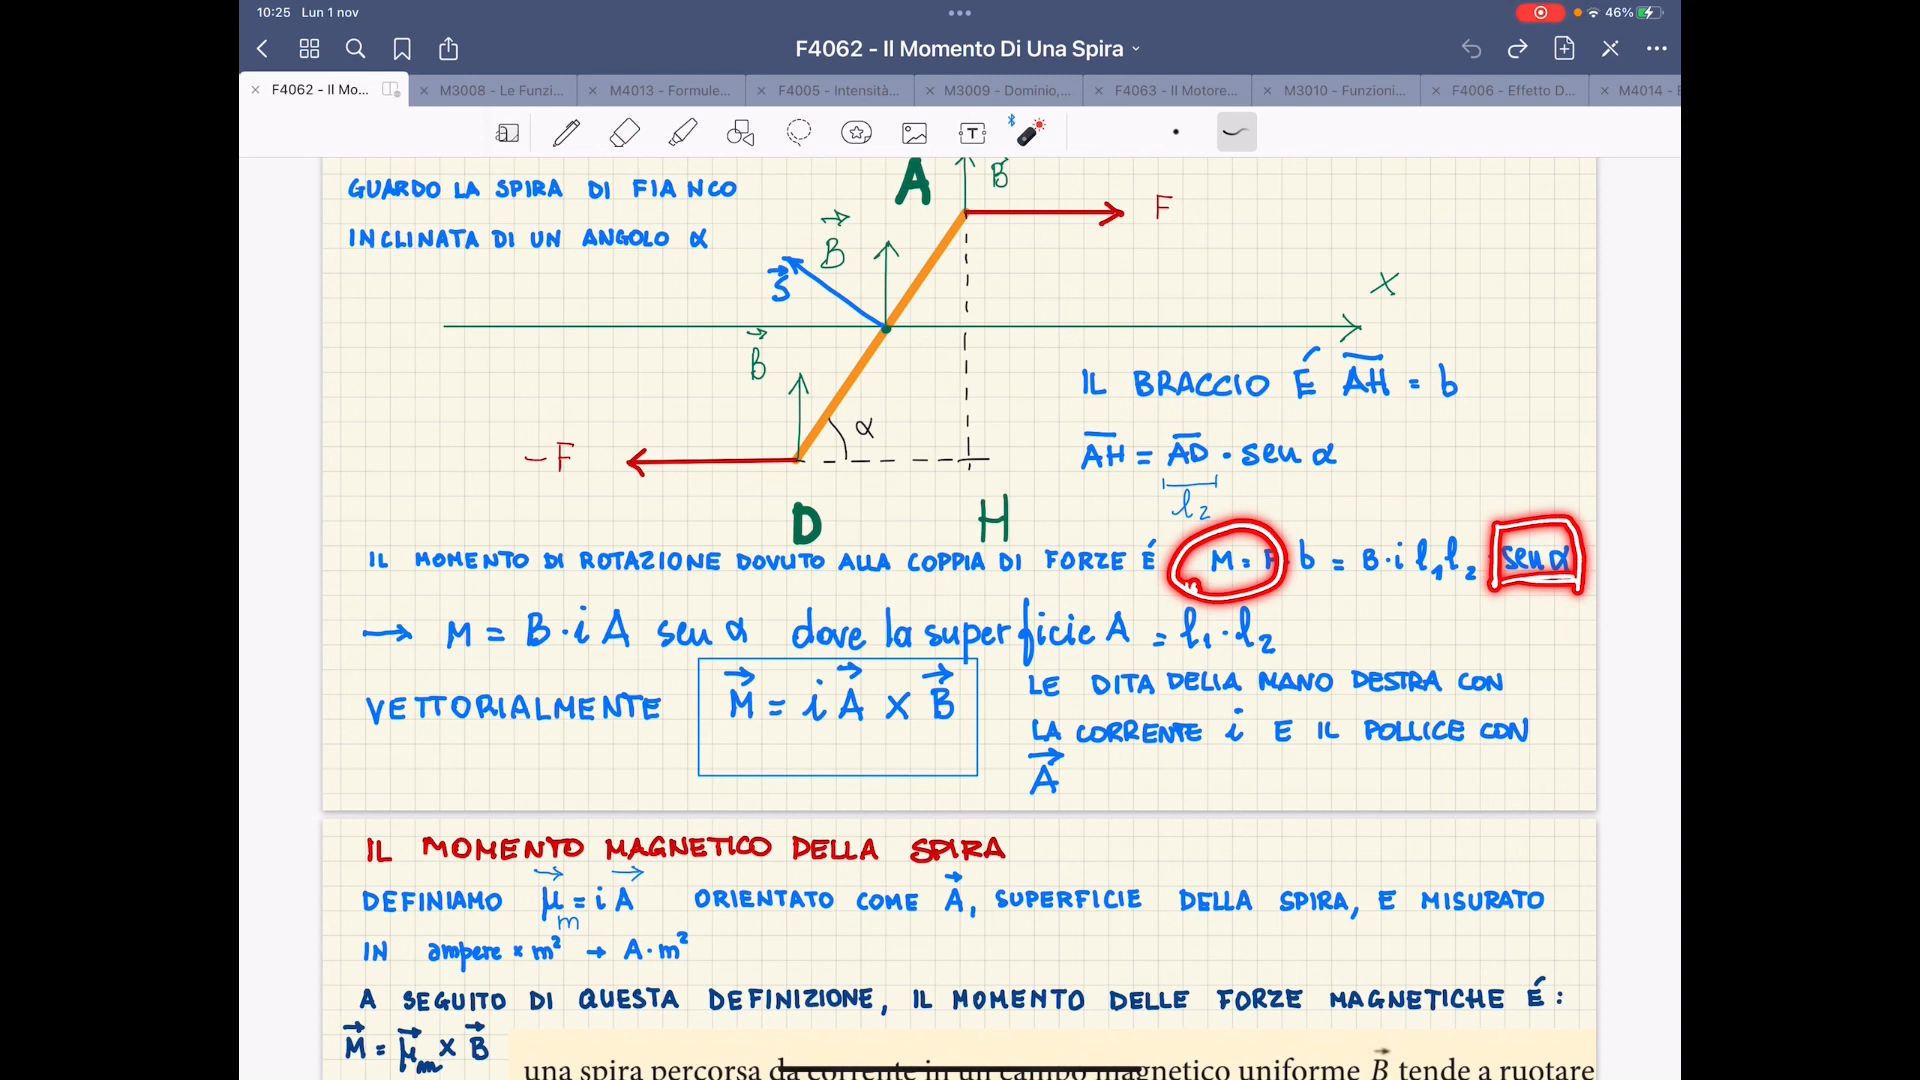 10:25 Lun 1 nov
46%
F4062 - Il Momento Di Una Spira
F4062 - Il Mo...
M3008 - Le Funzi...
M4013 - Formule...
F4005 - Intensità...
M3009 - Dominio,...
F4063 - Il Motore...
M3010 - Funzioni...
F4006 - Effetto D...
M4014 - E
GUARDO LA SPIRA DI FIANCO
INCLINATA DI UN ANGOLO α
A
B
F
B
S
X
B
α
-F
D
H
IL BRACCIO É AH = b
AH = AD · sen α
l2
IL MOMENTO DI ROTAZIONE DOVUTO ALLA COPPIA DI FORZE É M = F b = B · i l1 l2 sen α
→ M = B · i A sen α dove la superficie A = l1 · l2
VETTORIALMENTE M = i A X B
LE DITA DELLA MANO DESTRA CON
LA CORRENTE i E IL POLLICE CON
A
IL MOMENTO MAGNETICO DELLA SPIRA
DEFINIAMO μm = i A ORIENTATO COME A, SUPERFICIE DELLA SPIRA, E MISURATO
IN ampere × m² → A · m²
A SEGUITO DI QUESTA DEFINIZIONE, IL MOMENTO DELLE FORZE MAGNETICHE É :
M = μm × B
una spira percorsa da corrente in un campo magnetico uniforme B tende a ruotare